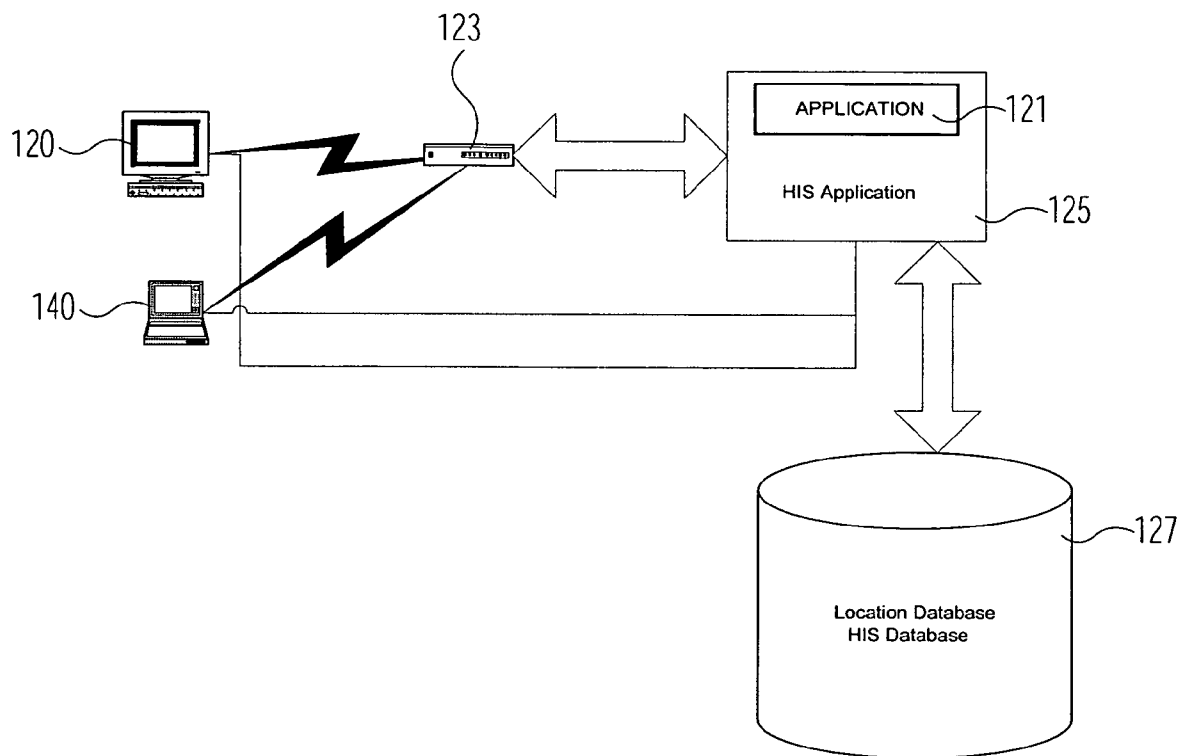 123
120
APPLICATION
121
HIS Application
125
140
127
Location Database
HIS Database